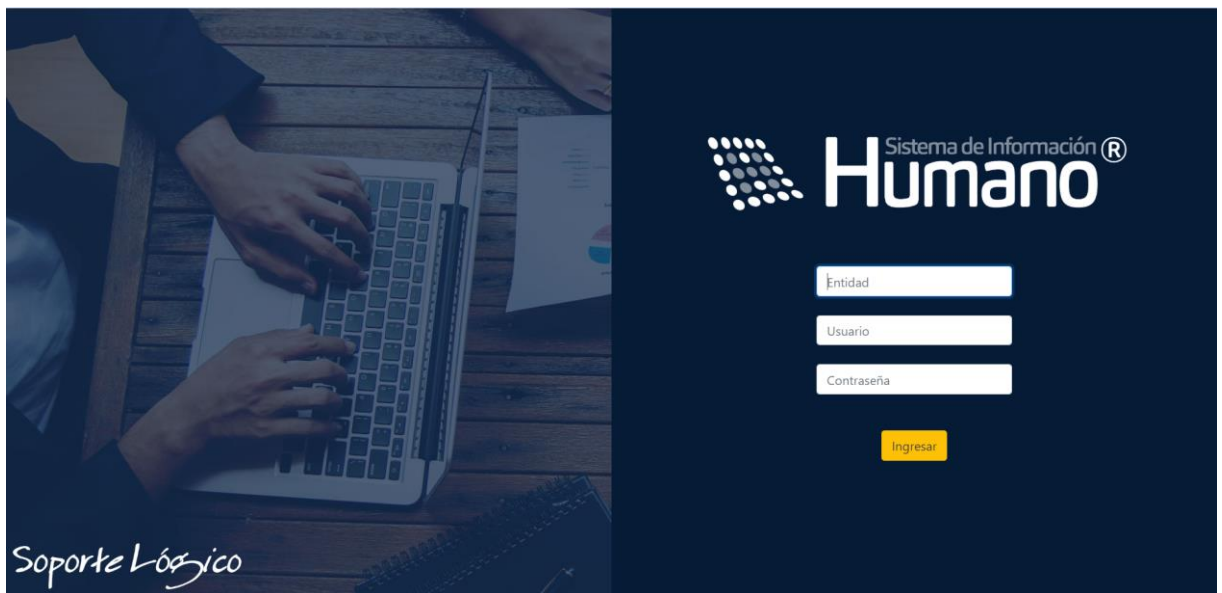 Sistema de Información ®
Humano
Entidad
Usuario
Contraseña
Ingresar
Soporte Lógico